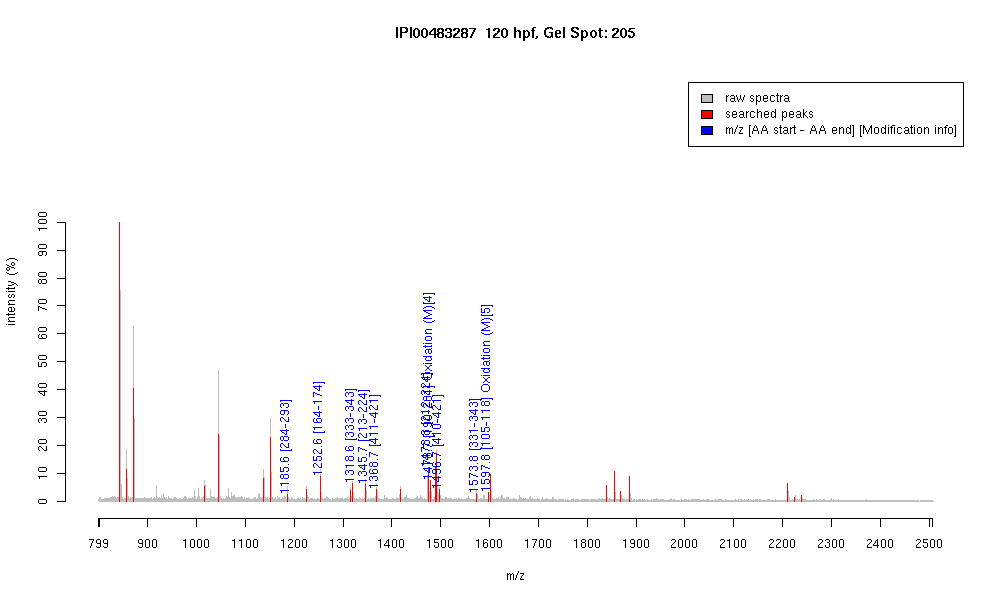 IPI00483287 120 hpf, Gel Spot: 205
raw spectra
searched peaks
m/z [AA start - AA end] [Modification info]
intensity (%)
100
90
80
70
60
50
40
30
20
10
0
1185.6 [284-293]
1252.6 [164-174]
1318.6 [333-343]
1345.7 [213-224]
1368.7 [411-421]
Oxidation (M)[4]
1496.7 [410-421]
1573.8 [331-343]
1597.8 [105-118] Oxidation (M)[5]
799 900 1000 1100 1200 1300 1400 1500 1600 1700 1800 1900 2000 2100 2200 2300 2400 2500
m/z